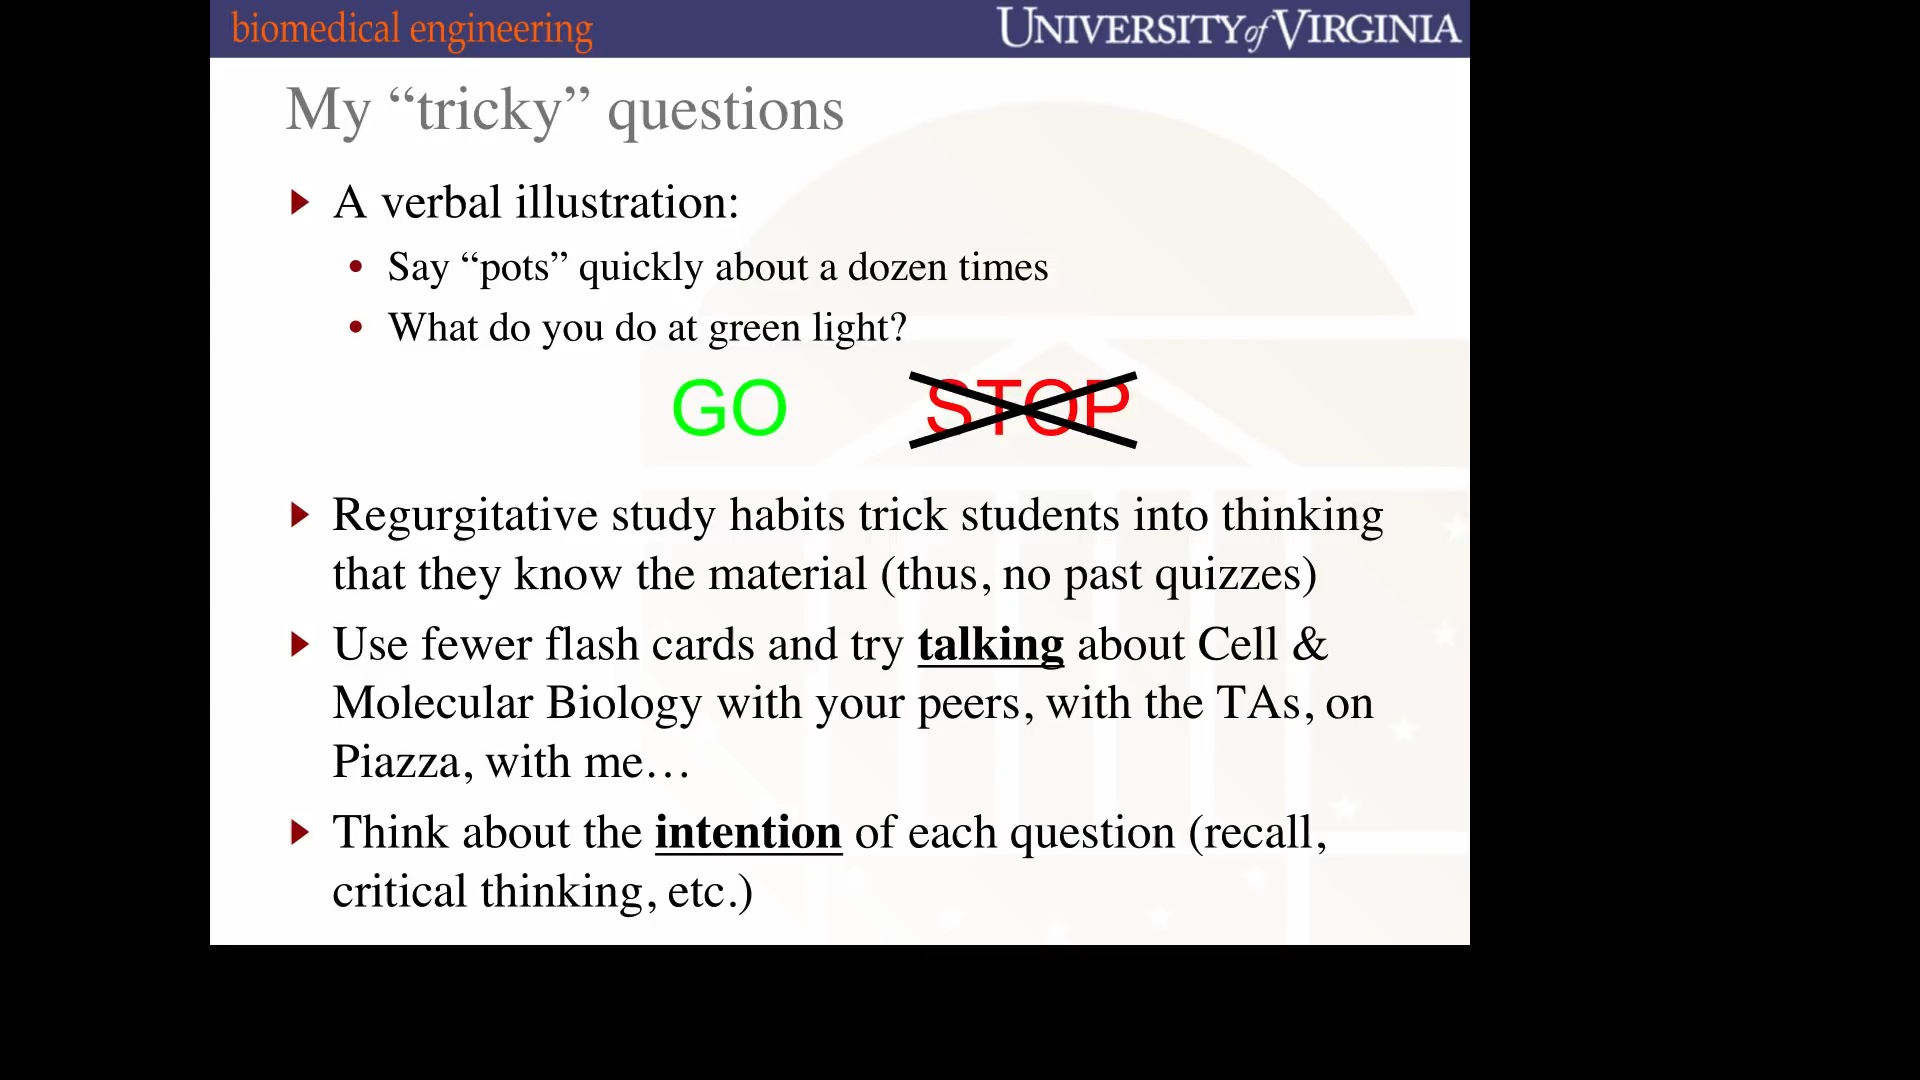 biomedical engineering
UNIVERSITY of VIRGINIA
My “tricky” questions
A verbal illustration:
• Say “pots” quickly about a dozen times
• What do you do at green light?
GO STOP
Regurgitative study habits trick students into thinking
that they know the material (thus, no past quizzes)
Use fewer flash cards and try talking about Cell &
Molecular Biology with your peers, with the TAs, on
Piazza, with me…
Think about the intention of each question (recall,
critical thinking, etc.)